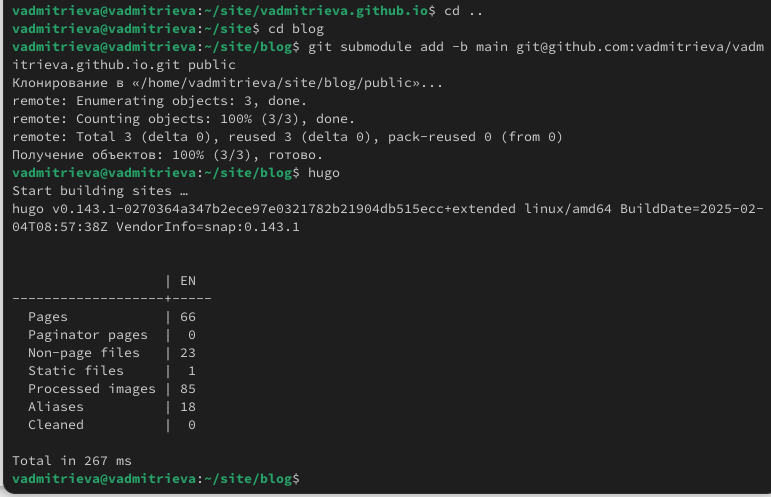 vadmitrieva@vadmitrieva:~/site/vadmitrieva.github.io$ cd ..
vadmitrieva@vadmitrieva:~/site$ cd blog
vadmitrieva@vadmitrieva:~/site/blog$ git submodule add -b main git@github.com:vadmitrieva/vadm
itrieva.github.io.git public
Клонирование в «/home/vadmitrieva/site/blog/public»...
remote: Enumerating objects: 3, done.
remote: Counting objects: 100% (3/3), done.
remote: Total 3 (delta 0), reused 3 (delta 0), pack-reused 0 (from 0)
Получение объектов: 100% (3/3), готово.
vadmitrieva@vadmitrieva:~/site/blog$ hugo
Start building sites …
hugo v0.143.1-0270364a347b2ece97e0321782b21904db515ecc+extended linux/amd64 BuildDate=2025-02-
04T08:57:38Z VendorInfo=snap:0.143.1
                   | EN
-------------------+-----
  Pages            | 66
  Paginator pages  |  0
  Non-page files   | 23
  Static files     |  1
  Processed images | 85
  Aliases          | 18
  Cleaned          |  0
Total in 267 ms
vadmitrieva@vadmitrieva:~/site/blog$